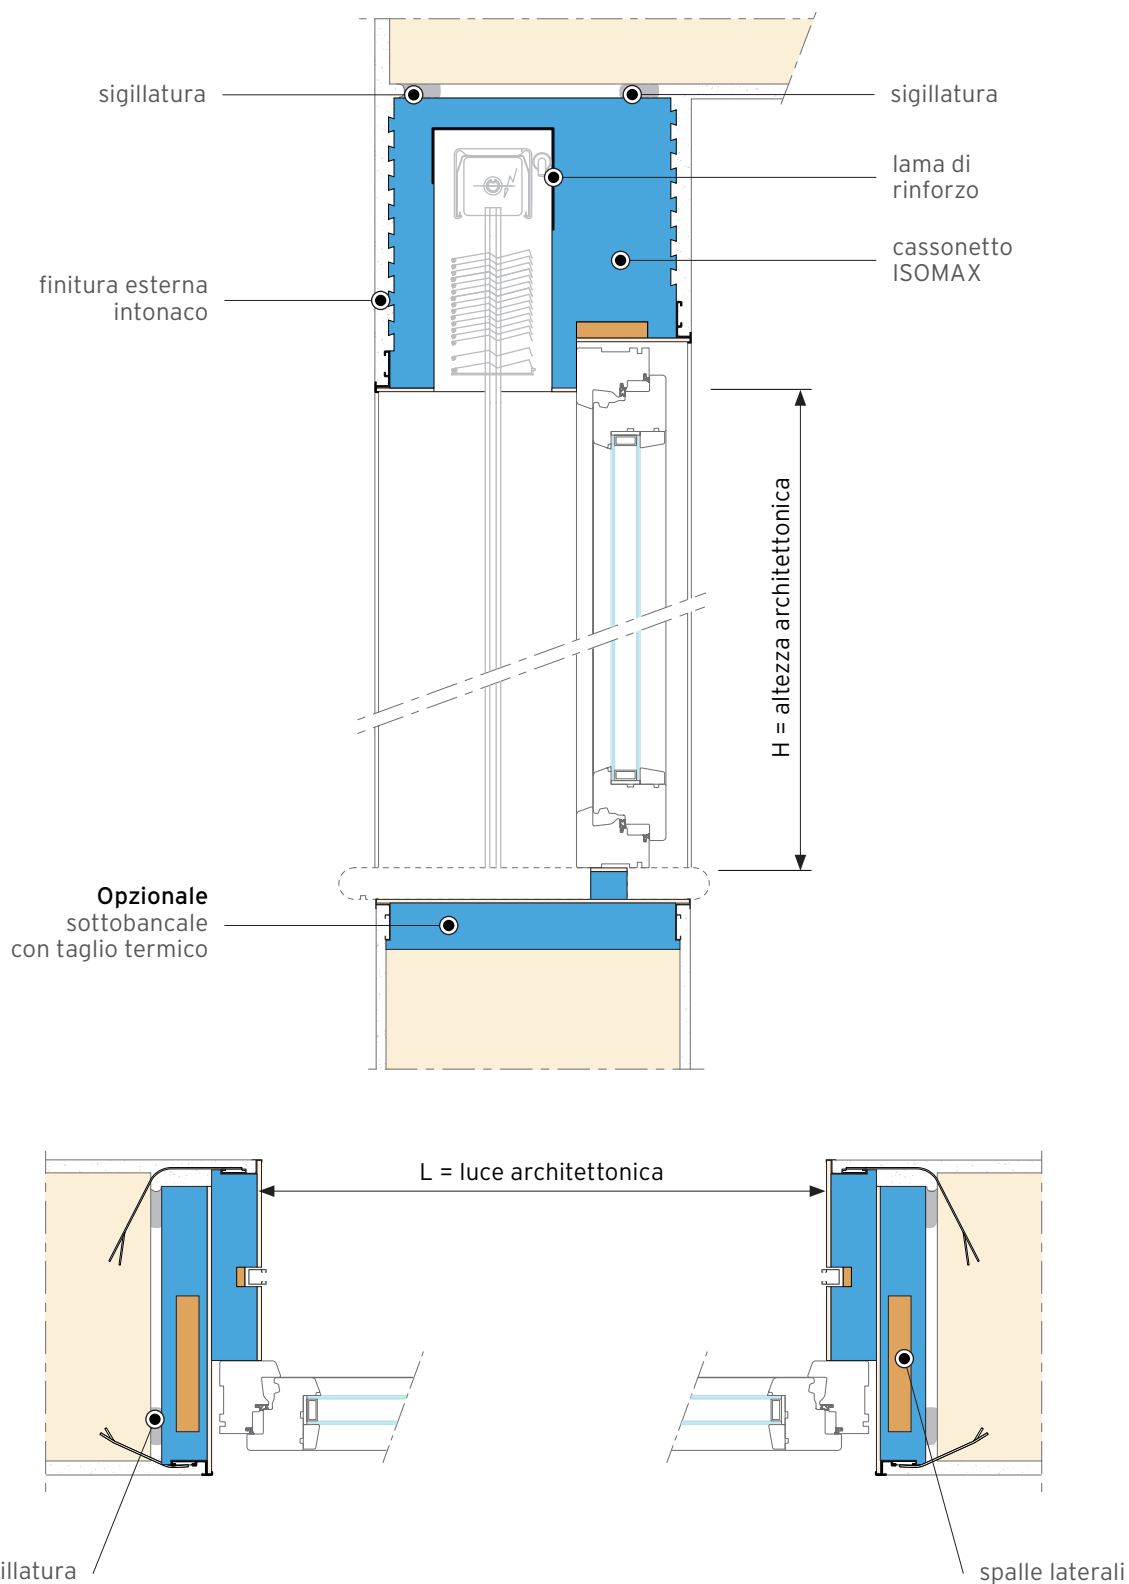 sigillatura
sigillatura
lama di
rinforzo
cassonetto
ISOMAX
finitura esterna
intonaco
H = altezza architettonica
Opzionale
sottobancale
con taglio termico
L = luce architettonica
illatura
spalle laterali